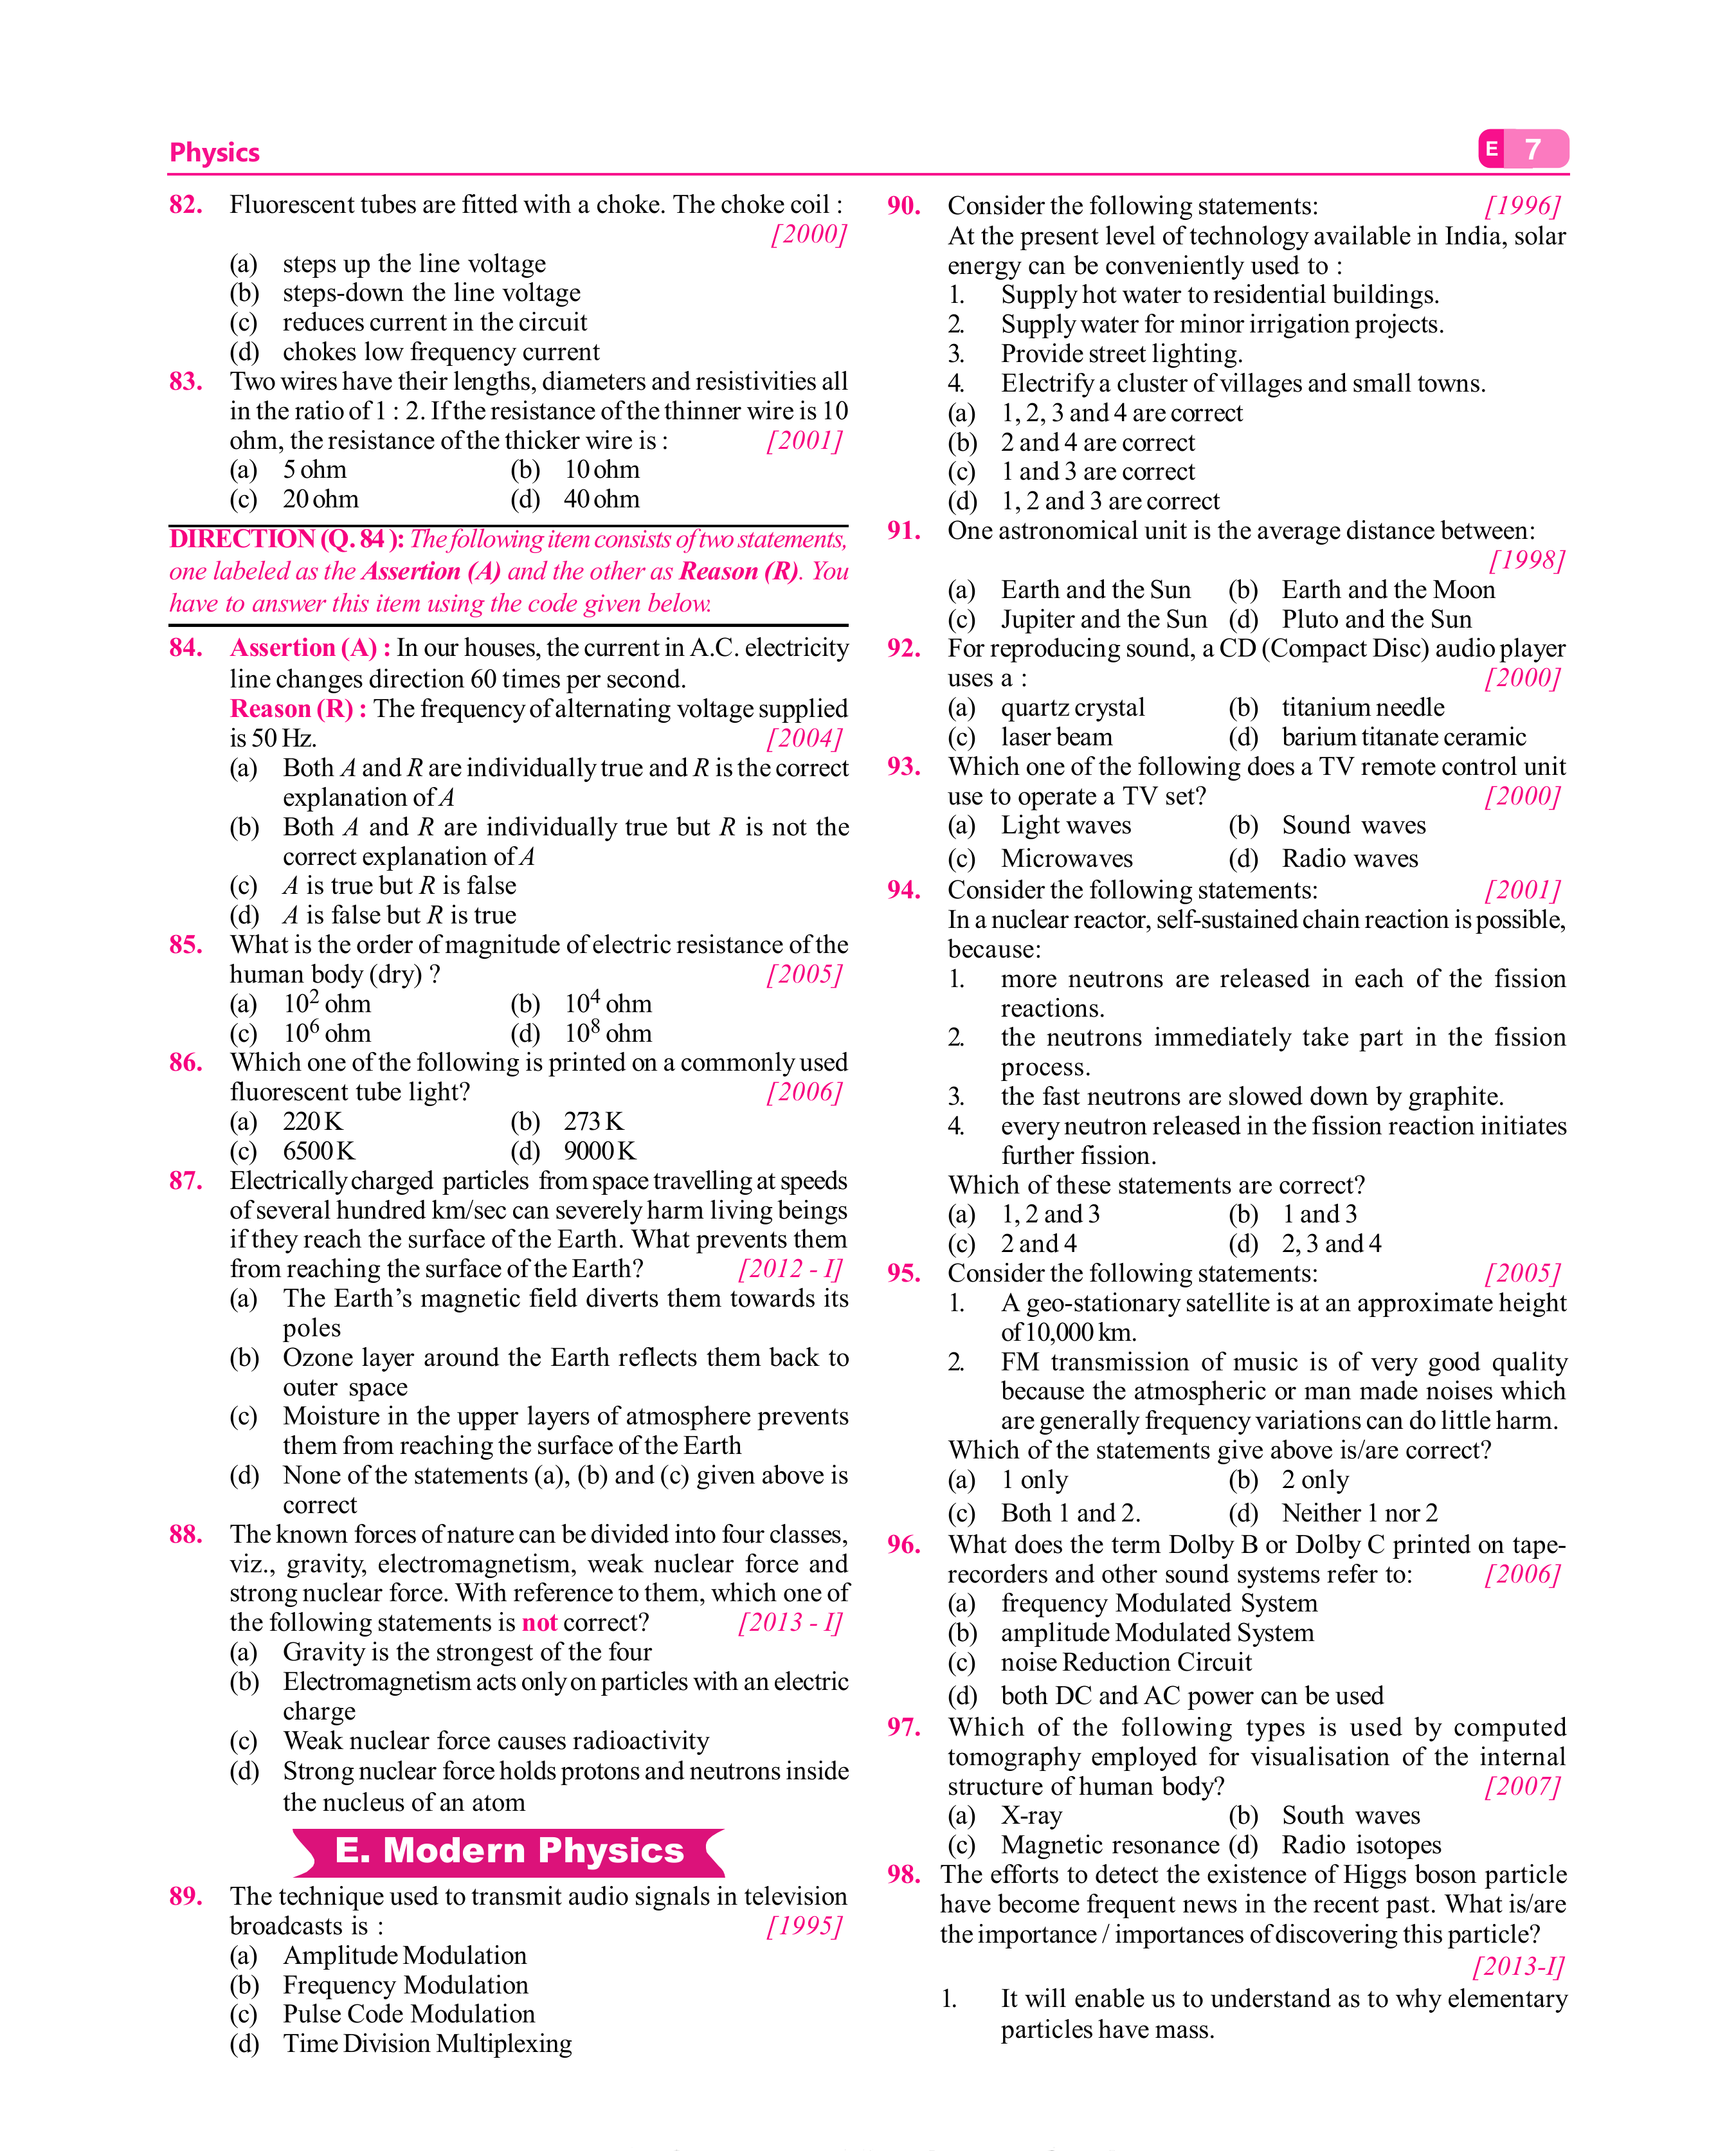 Physics
E 7
82. Fluorescent tubes are fitted with a choke. The choke coil :
[2000]
(a) steps up the line voltage
(b) steps-down the line voltage
(c) reduces current in the circuit
(d) chokes low frequency current
83. Two wires have their lengths, diameters and resistivities all
in the ratio of 1 : 2. If the resistance of the thinner wire is 10
ohm, the resistance of the thicker wire is : [2001]
(a) 5 ohm (b) 10 ohm
(c) 20 ohm (d) 40 ohm
DIRECTION (Q. 84 ): The following item consists of two statements,
one labeled as the Assertion (A) and the other as Reason (R). You
have to answer this item using the code given below.
84. Assertion (A) : In our houses, the current in A.C. electricity
line changes direction 60 times per second.
Reason (R) : The frequency of alternating voltage supplied
is 50 Hz. [2004]
(a) Both A and R are individually true and R is the correct
explanation of A
(b) Both A and R are individually true but R is not the
correct explanation of A
(c) A is true but R is false
(d) A is false but R is true
85. What is the order of magnitude of electric resistance of the
human body (dry) ? [2005]
(a) 10² ohm (b) 10⁴ ohm
(c) 10⁶ ohm (d) 10⁸ ohm
86. Which one of the following is printed on a commonly used
fluorescent tube light? [2006]
(a) 220 K (b) 273 K
(c) 6500 K (d) 9000 K
87. Electrically charged particles from space travelling at speeds
of several hundred km/sec can severely harm living beings
if they reach the surface of the Earth. What prevents them
from reaching the surface of the Earth? [2012 - I]
(a) The Earth's magnetic field diverts them towards its
poles
(b) Ozone layer around the Earth reflects them back to
outer space
(c) Moisture in the upper layers of atmosphere prevents
them from reaching the surface of the Earth
(d) None of the statements (a), (b) and (c) given above is
correct
88. The known forces of nature can be divided into four classes,
viz., gravity, electromagnetism, weak nuclear force and
strong nuclear force. With reference to them, which one of
the following statements is not correct? [2013 - I]
(a) Gravity is the strongest of the four
(b) Electromagnetism acts only on particles with an electric
charge
(c) Weak nuclear force causes radioactivity
(d) Strong nuclear force holds protons and neutrons inside
the nucleus of an atom
E. Modern Physics
89. The technique used to transmit audio signals in television
broadcasts is : [1995]
(a) Amplitude Modulation
(b) Frequency Modulation
(c) Pulse Code Modulation
(d) Time Division Multiplexing
90. Consider the following statements: [1996]
At the present level of technology available in India, solar
energy can be conveniently used to :
1. Supply hot water to residential buildings.
2. Supply water for minor irrigation projects.
3. Provide street lighting.
4. Electrify a cluster of villages and small towns.
(a) 1, 2, 3 and 4 are correct
(b) 2 and 4 are correct
(c) 1 and 3 are correct
(d) 1, 2 and 3 are correct
91. One astronomical unit is the average distance between:
[1998]
(a) Earth and the Sun (b) Earth and the Moon
(c) Jupiter and the Sun (d) Pluto and the Sun
92. For reproducing sound, a CD (Compact Disc) audio player
uses a : [2000]
(a) quartz crystal (b) titanium needle
(c) laser beam (d) barium titanate ceramic
93. Which one of the following does a TV remote control unit
use to operate a TV set? [2000]
(a) Light waves (b) Sound waves
(c) Microwaves (d) Radio waves
94. Consider the following statements: [2001]
In a nuclear reactor, self-sustained chain reaction is possible,
because:
1. more neutrons are released in each of the fission
reactions.
2. the neutrons immediately take part in the fission
process.
3. the fast neutrons are slowed down by graphite.
4. every neutron released in the fission reaction initiates
further fission.
Which of these statements are correct?
(a) 1, 2 and 3 (b) 1 and 3
(c) 2 and 4 (d) 2, 3 and 4
95. Consider the following statements: [2005]
1. A geo-stationary satellite is at an approximate height
of 10,000 km.
2. FM transmission of music is of very good quality
because the atmospheric or man made noises which
are generally frequency variations can do little harm.
Which of the statements give above is/are correct?
(a) 1 only (b) 2 only
(c) Both 1 and 2. (d) Neither 1 nor 2
96. What does the term Dolby B or Dolby C printed on tape-
recorders and other sound systems refer to: [2006]
(a) frequency Modulated System
(b) amplitude Modulated System
(c) noise Reduction Circuit
(d) both DC and AC power can be used
97. Which of the following types is used by computed
tomography employed for visualisation of the internal
structure of human body? [2007]
(a) X-ray (b) South waves
(c) Magnetic resonance (d) Radio isotopes
98. The efforts to detect the existence of Higgs boson particle
have become frequent news in the recent past. What is/are
the importance / importances of discovering this particle?
[2013-I]
1. It will enable us to understand as to why elementary
particles have mass.